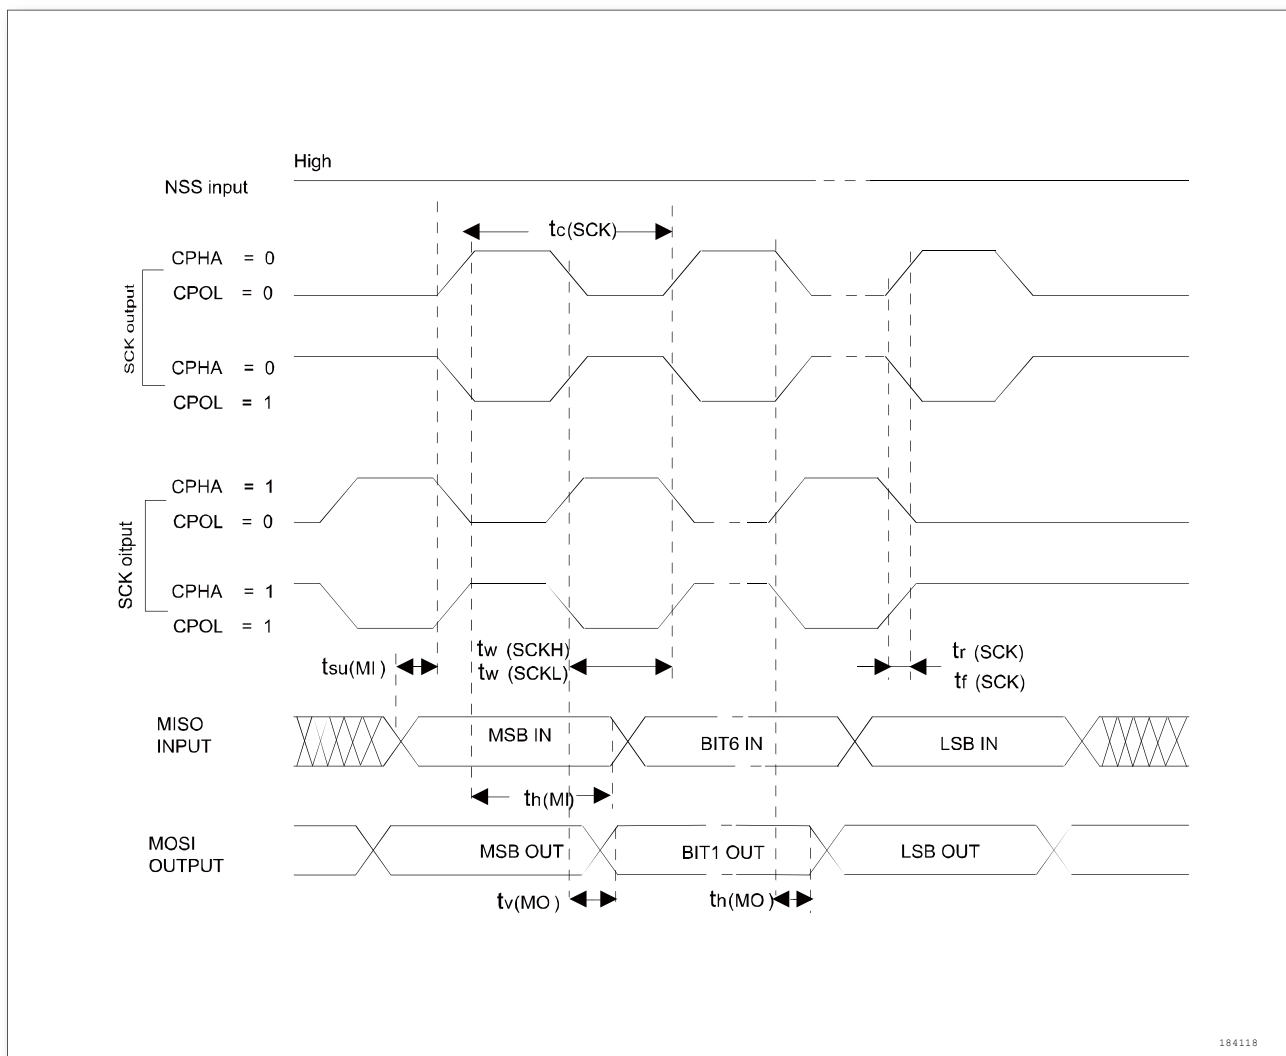 High
NSS input
tc(SCK)
CPHA = 0
CPOL = 0
SCK output
CPHA = 0
CPOL = 1
CPHA = 1
CPOL = 0
SCK oitput
CPHA = 1
CPOL = 1
tsu(MI)
tw (SCKH)
tw (SCKL)
tr (SCK)
tf (SCK)
MISO
INPUT
MSB IN
BIT6 IN
LSB IN
th(MI)
MOSI
OUTPUT
MSB OUT
BIT1 OUT
LSB OUT
tv(MO)
th(MO)
184118